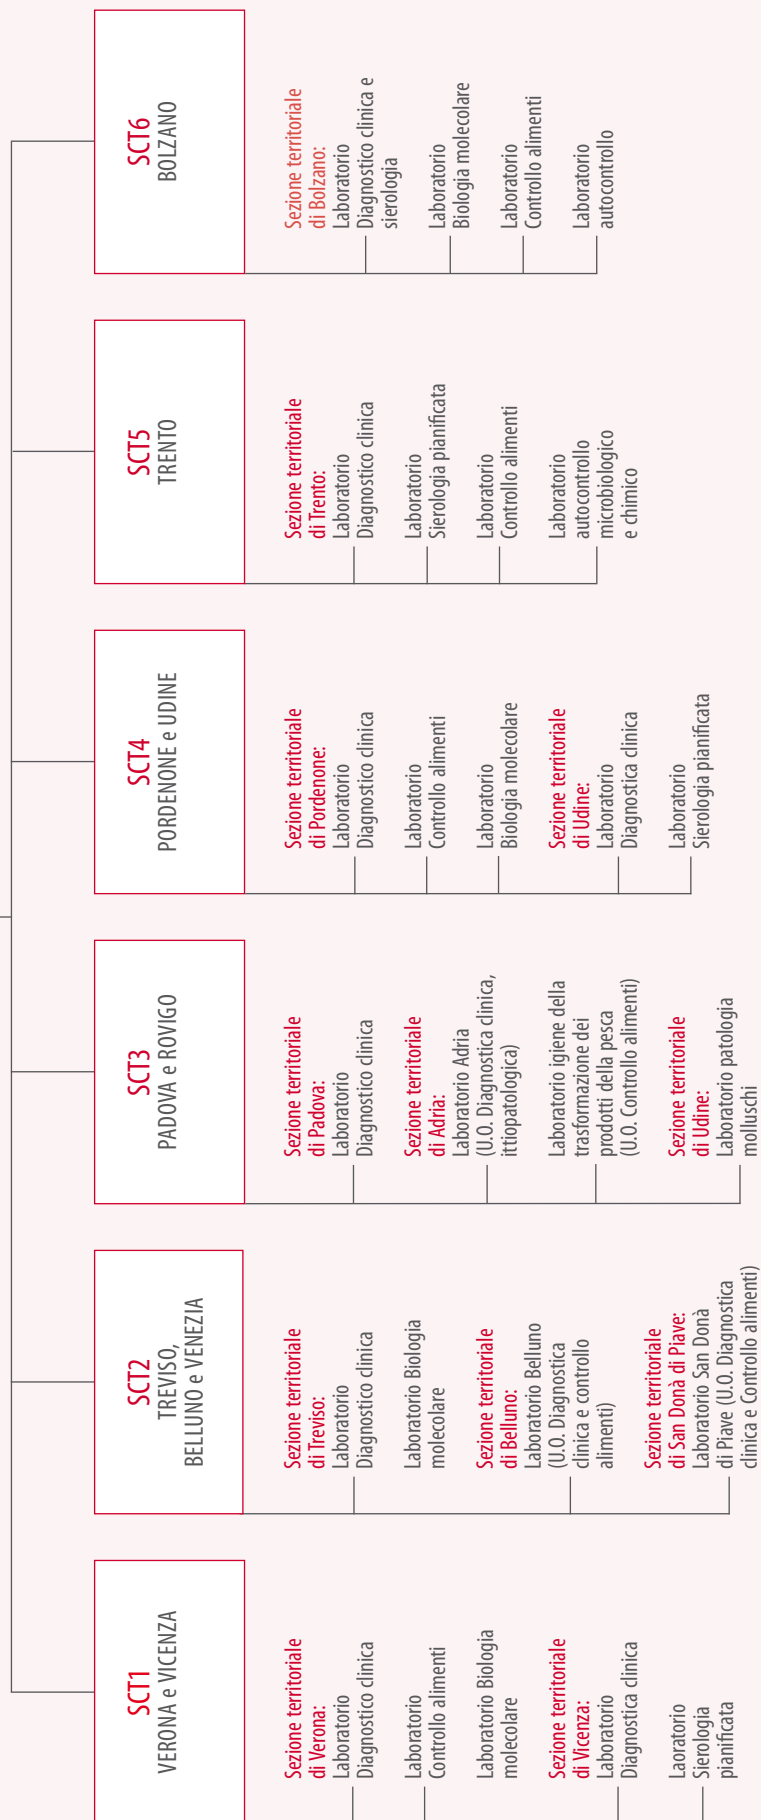 SCT1
VERONA e VICENZA
Sezione territoriale
di Verona:
Laboratorio
Diagnostico clinica
Laboratorio
Controllo alimenti
Laboratorio Biologia
molecolare
Sezione territoriale
di Vicenza:
Laboratorio
Diagnostica clinica
Laoratorio
Sierologia
pianificata
SCT2
TREVISO,
BELLUNO e VENEZIA
Sezione territoriale
di Treviso:
Laboratorio
Diagnostico clinica
Laboratorio Biologia
molecolare
Sezione territoriale
di Belluno:
Laboratorio Belluno
(U.O. Diagnostica
clinica e controllo
alimenti)
Sezione territoriale
di San Donà di Piave:
Laboratorio San Donà
di Piave (U.O. Diagnostica
clinica e Controllo alimenti)
SCT3
PADOVA e ROVIGO
Sezione territoriale
di Padova:
Laboratorio
Diagnostico clinica
Sezione territoriale
di Adria:
Laboratorio Adria
(U.O. Diagnostica clinica,
ittiopatologica)
Laboratorio igiene della
trasformazione dei
prodotti della pesca
(U.O. Controllo alimenti)
Sezione territoriale
di Udine:
Laboratorio patologia
molluschi
SCT4
PORDENONE e UDINE
Sezione territoriale
di Pordenone:
Laboratorio
Diagnostico clinica
Laboratorio
Controllo alimenti
Laboratorio
Biologia molecolare
Sezione territoriale
di Udine:
Laboratorio
Diagnostica clinica
Laboratorio
Sierologia pianificata
SCT5
TRENTO
Sezione territoriale
di Trento:
Laboratorio
Diagnostico clinica
Laboratorio
Sierologia pianificata
Laboratorio
Controllo alimenti
Laboratorio
autocontrollo
microbiologico
e chimico
SCT6
BOLZANO
Sezione territoriale
di Bolzano:
Laboratorio
Diagnostico clinica e
sierologia
Laboratorio
Biologia molecolare
Laboratorio
Controllo alimenti
Laboratorio
autocontrollo